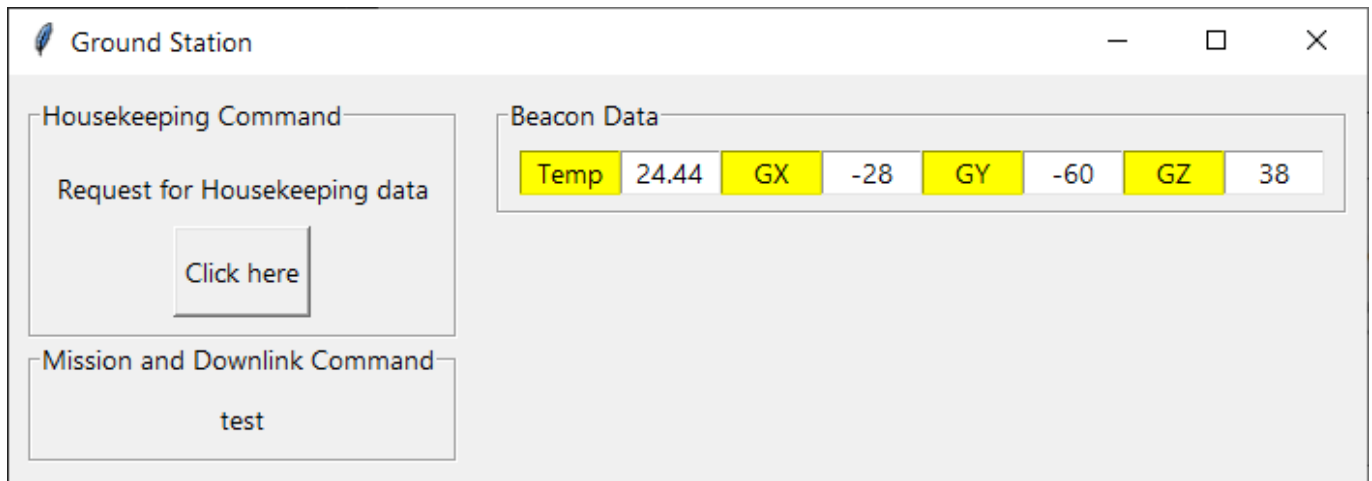 Ground Station
Housekeeping Command
Request for Housekeeping data
Click here
Mission and Downlink Command
test
Beacon Data
Temp 24.44 GX -28 GY -60 GZ 38